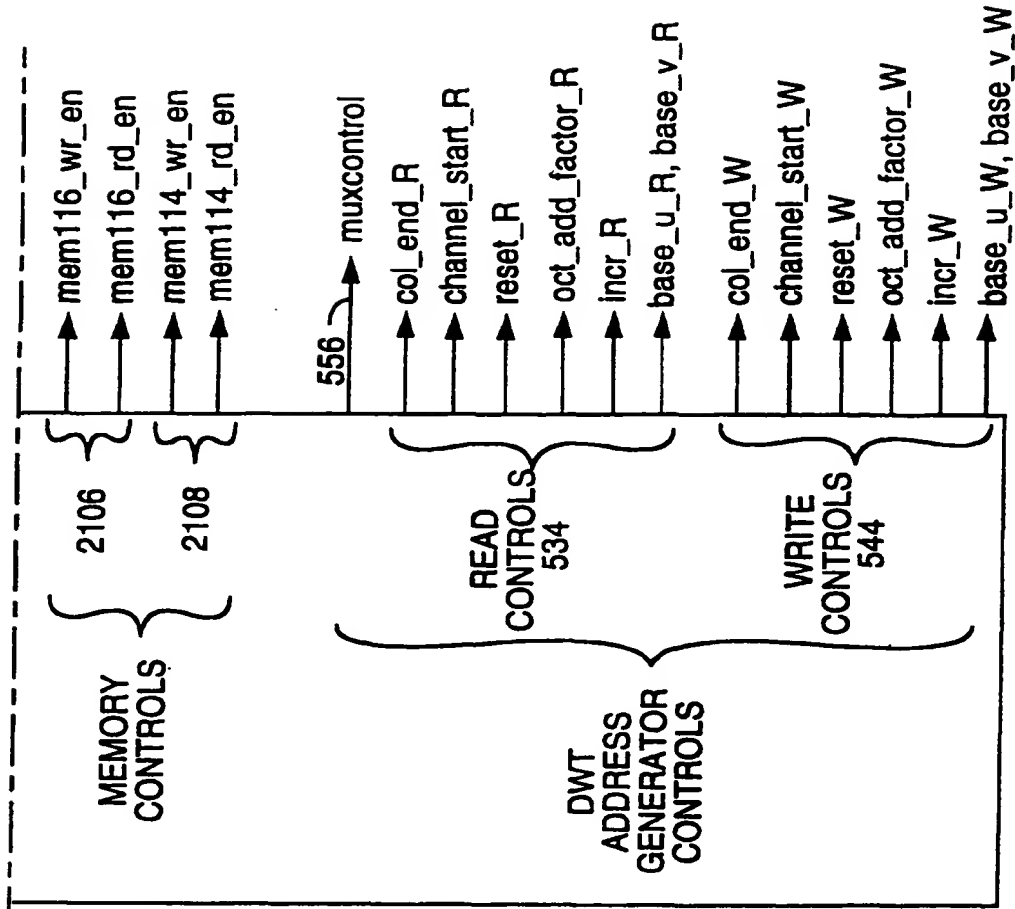 MEMORY
CONTROLS
2106
mem116_wr_en
mem116_rd_en
2108
mem114_wr_en
mem114_rd_en
DWT
ADDRESS
GENERATOR
CONTROLS
556
muxcontrol
READ
CONTROLS
534
col_end_R
channel_start_R
reset_R
oct_add_factor_R
incr_R
base_u_R, base_v_R
WRITE
CONTROLS
544
col_end_W
channel_start_W
reset_W
oct_add_factor_W
incr_W
base_u_W, base_v_W